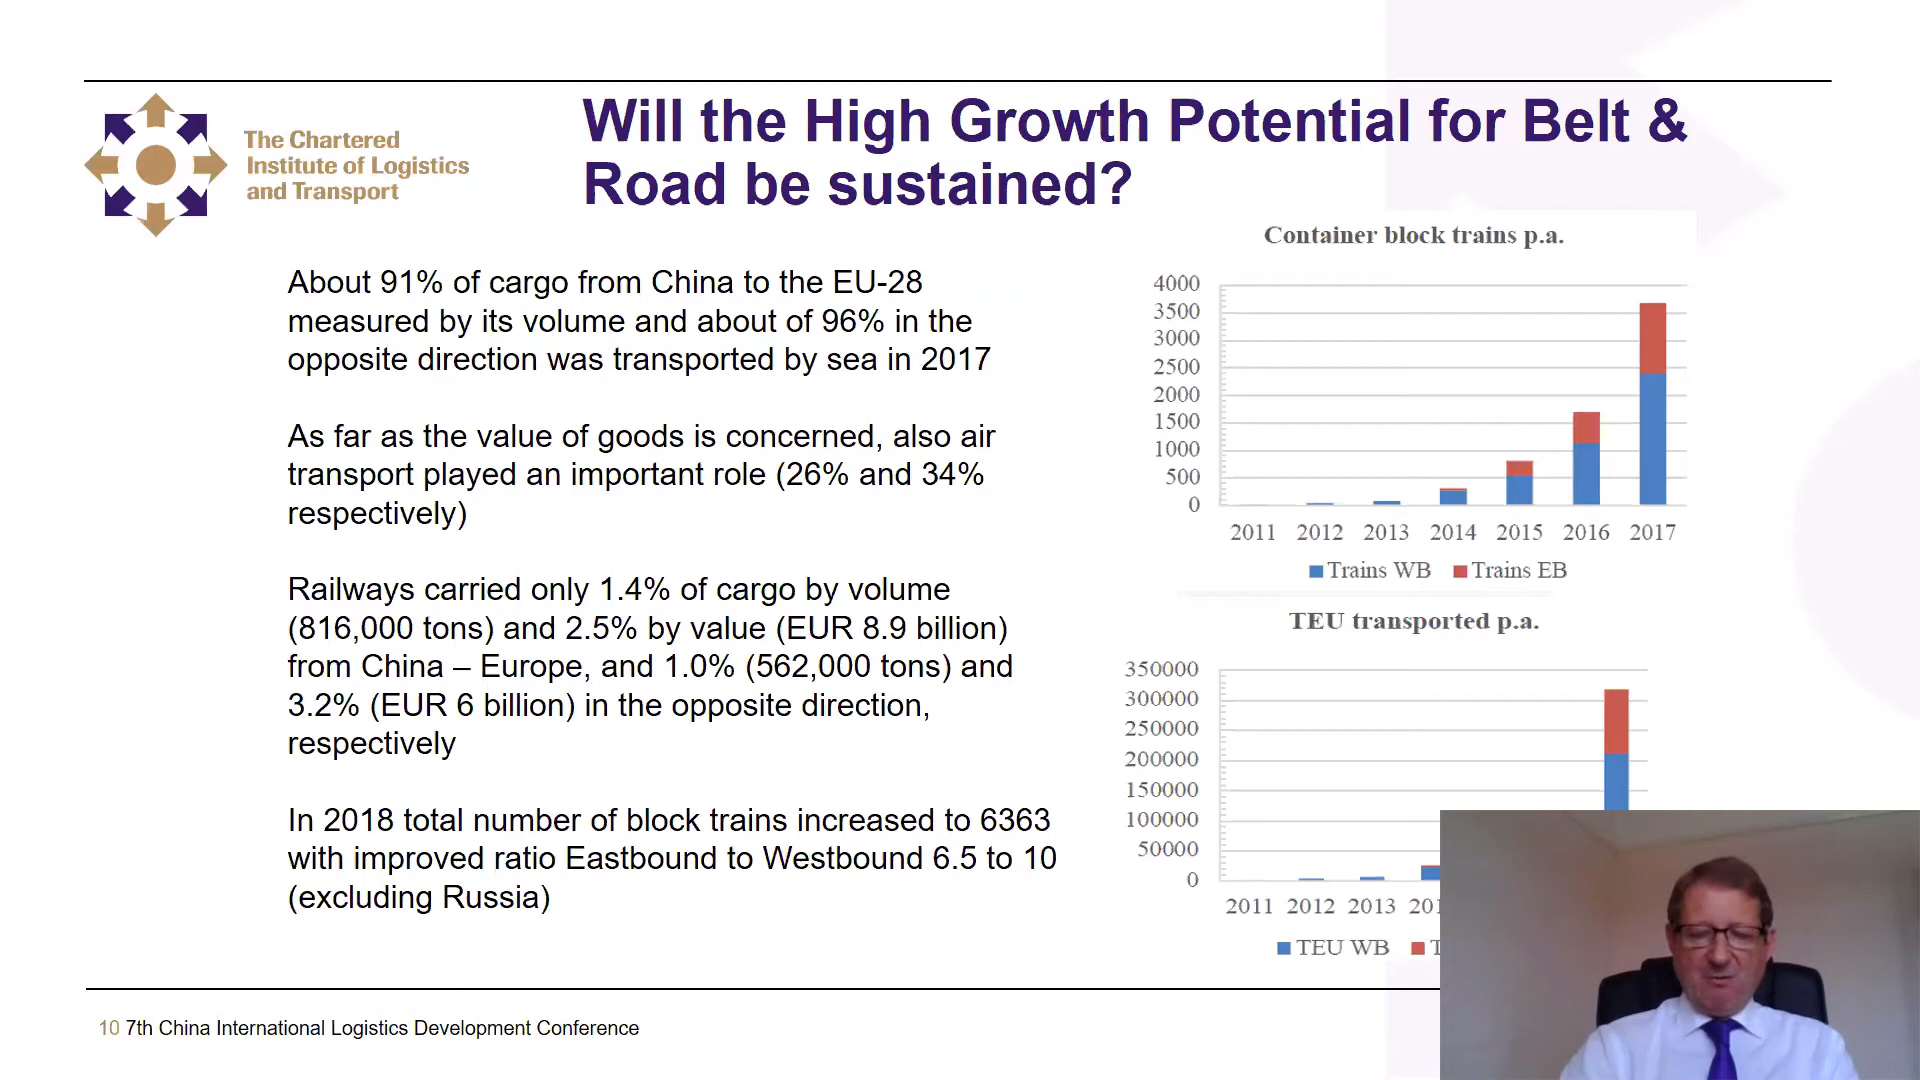 The Chartered
Institute of Logistics
and Transport
Will the High Growth Potential for Belt &
Road be sustained?
About 91% of cargo from China to the EU-28
measured by its volume and about of 96% in the
opposite direction was transported by sea in 2017
As far as the value of goods is concerned, also air
transport played an important role (26% and 34%
respectively)
Railways carried only 1.4% of cargo by volume
(816,000 tons) and 2.5% by value (EUR 8.9 billion)
from China – Europe, and 1.0% (562,000 tons) and
3.2% (EUR 6 billion) in the opposite direction,
respectively
In 2018 total number of block trains increased to 6363
with improved ratio Eastbound to Westbound 6.5 to 10
(excluding Russia)
Container block trains p.a.
4000
3500
3000
2500
2000
1500
1000
500
0
2011 2012 2013 2014 2015 2016 2017
Trains WB Trains EB
TEU transported p.a.
350000
300000
250000
200000
150000
100000
50000
0
2011 2012 2013
TEU WB
10 7th China International Logistics Development Conference